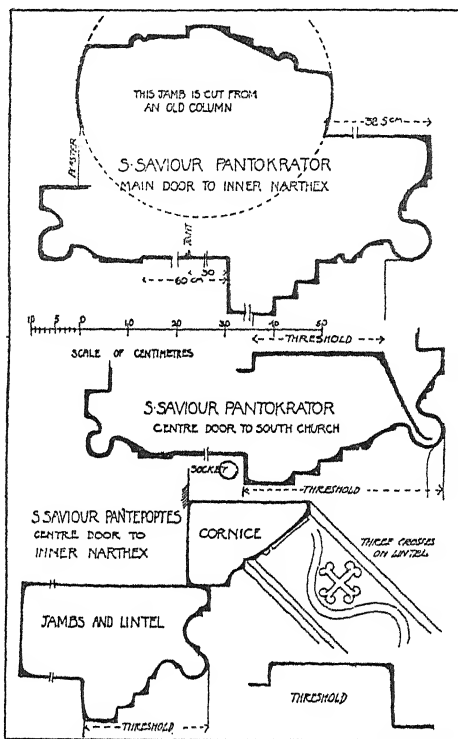 THIS JAMB IS CUT FROM
AN OLD COLUMN
38.5 CM
PLASTER
S·SAVIOUR PANTOKRATOR
MAIN DOOR TO INNER NARTHEX
JOINT
30
60 CM
10 5 0 10 20 30 40 50
SCALE OF CENTIMETRES
THRESHOLD
S·SAVIOUR PANTOKRATOR
CENTRE DOOR TO SOUTH CHURCH
SOCKET
THRESHOLD
S SAVIOUR PANTEPOPTES
CENTRE DOOR TO
INNER NARTHEX
CORNICE
THREE CROSSES
ON LINTEL
JAMBS AND LINTEL
THRESHOLD
THRESHOLD